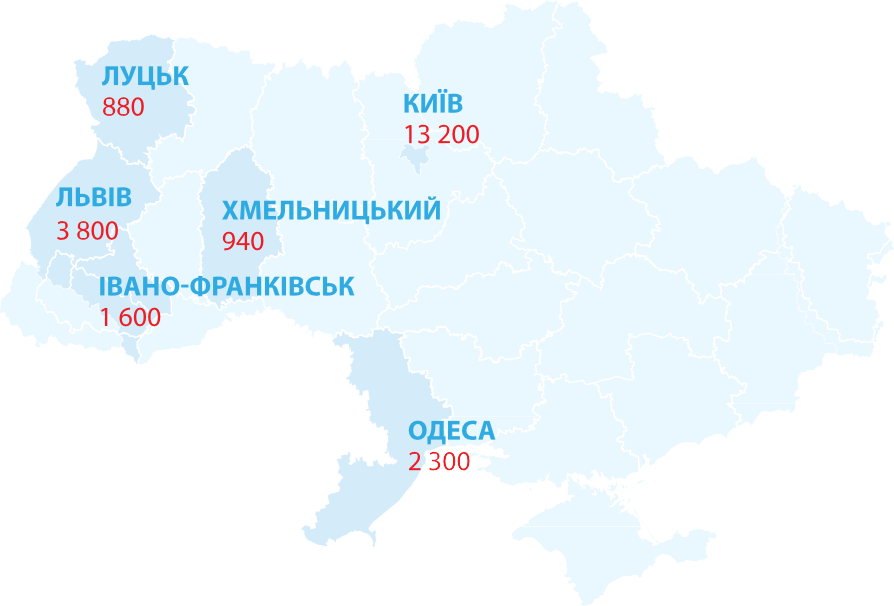 ЛУЦЬК
880
КИЇВ
13 200
ЛЬВІВ
3 800
ХМЕЛЬНИЦЬКИЙ
940
ІВАНО-ФРАНКІВСЬК
1 600
ОДЕСА
2 300